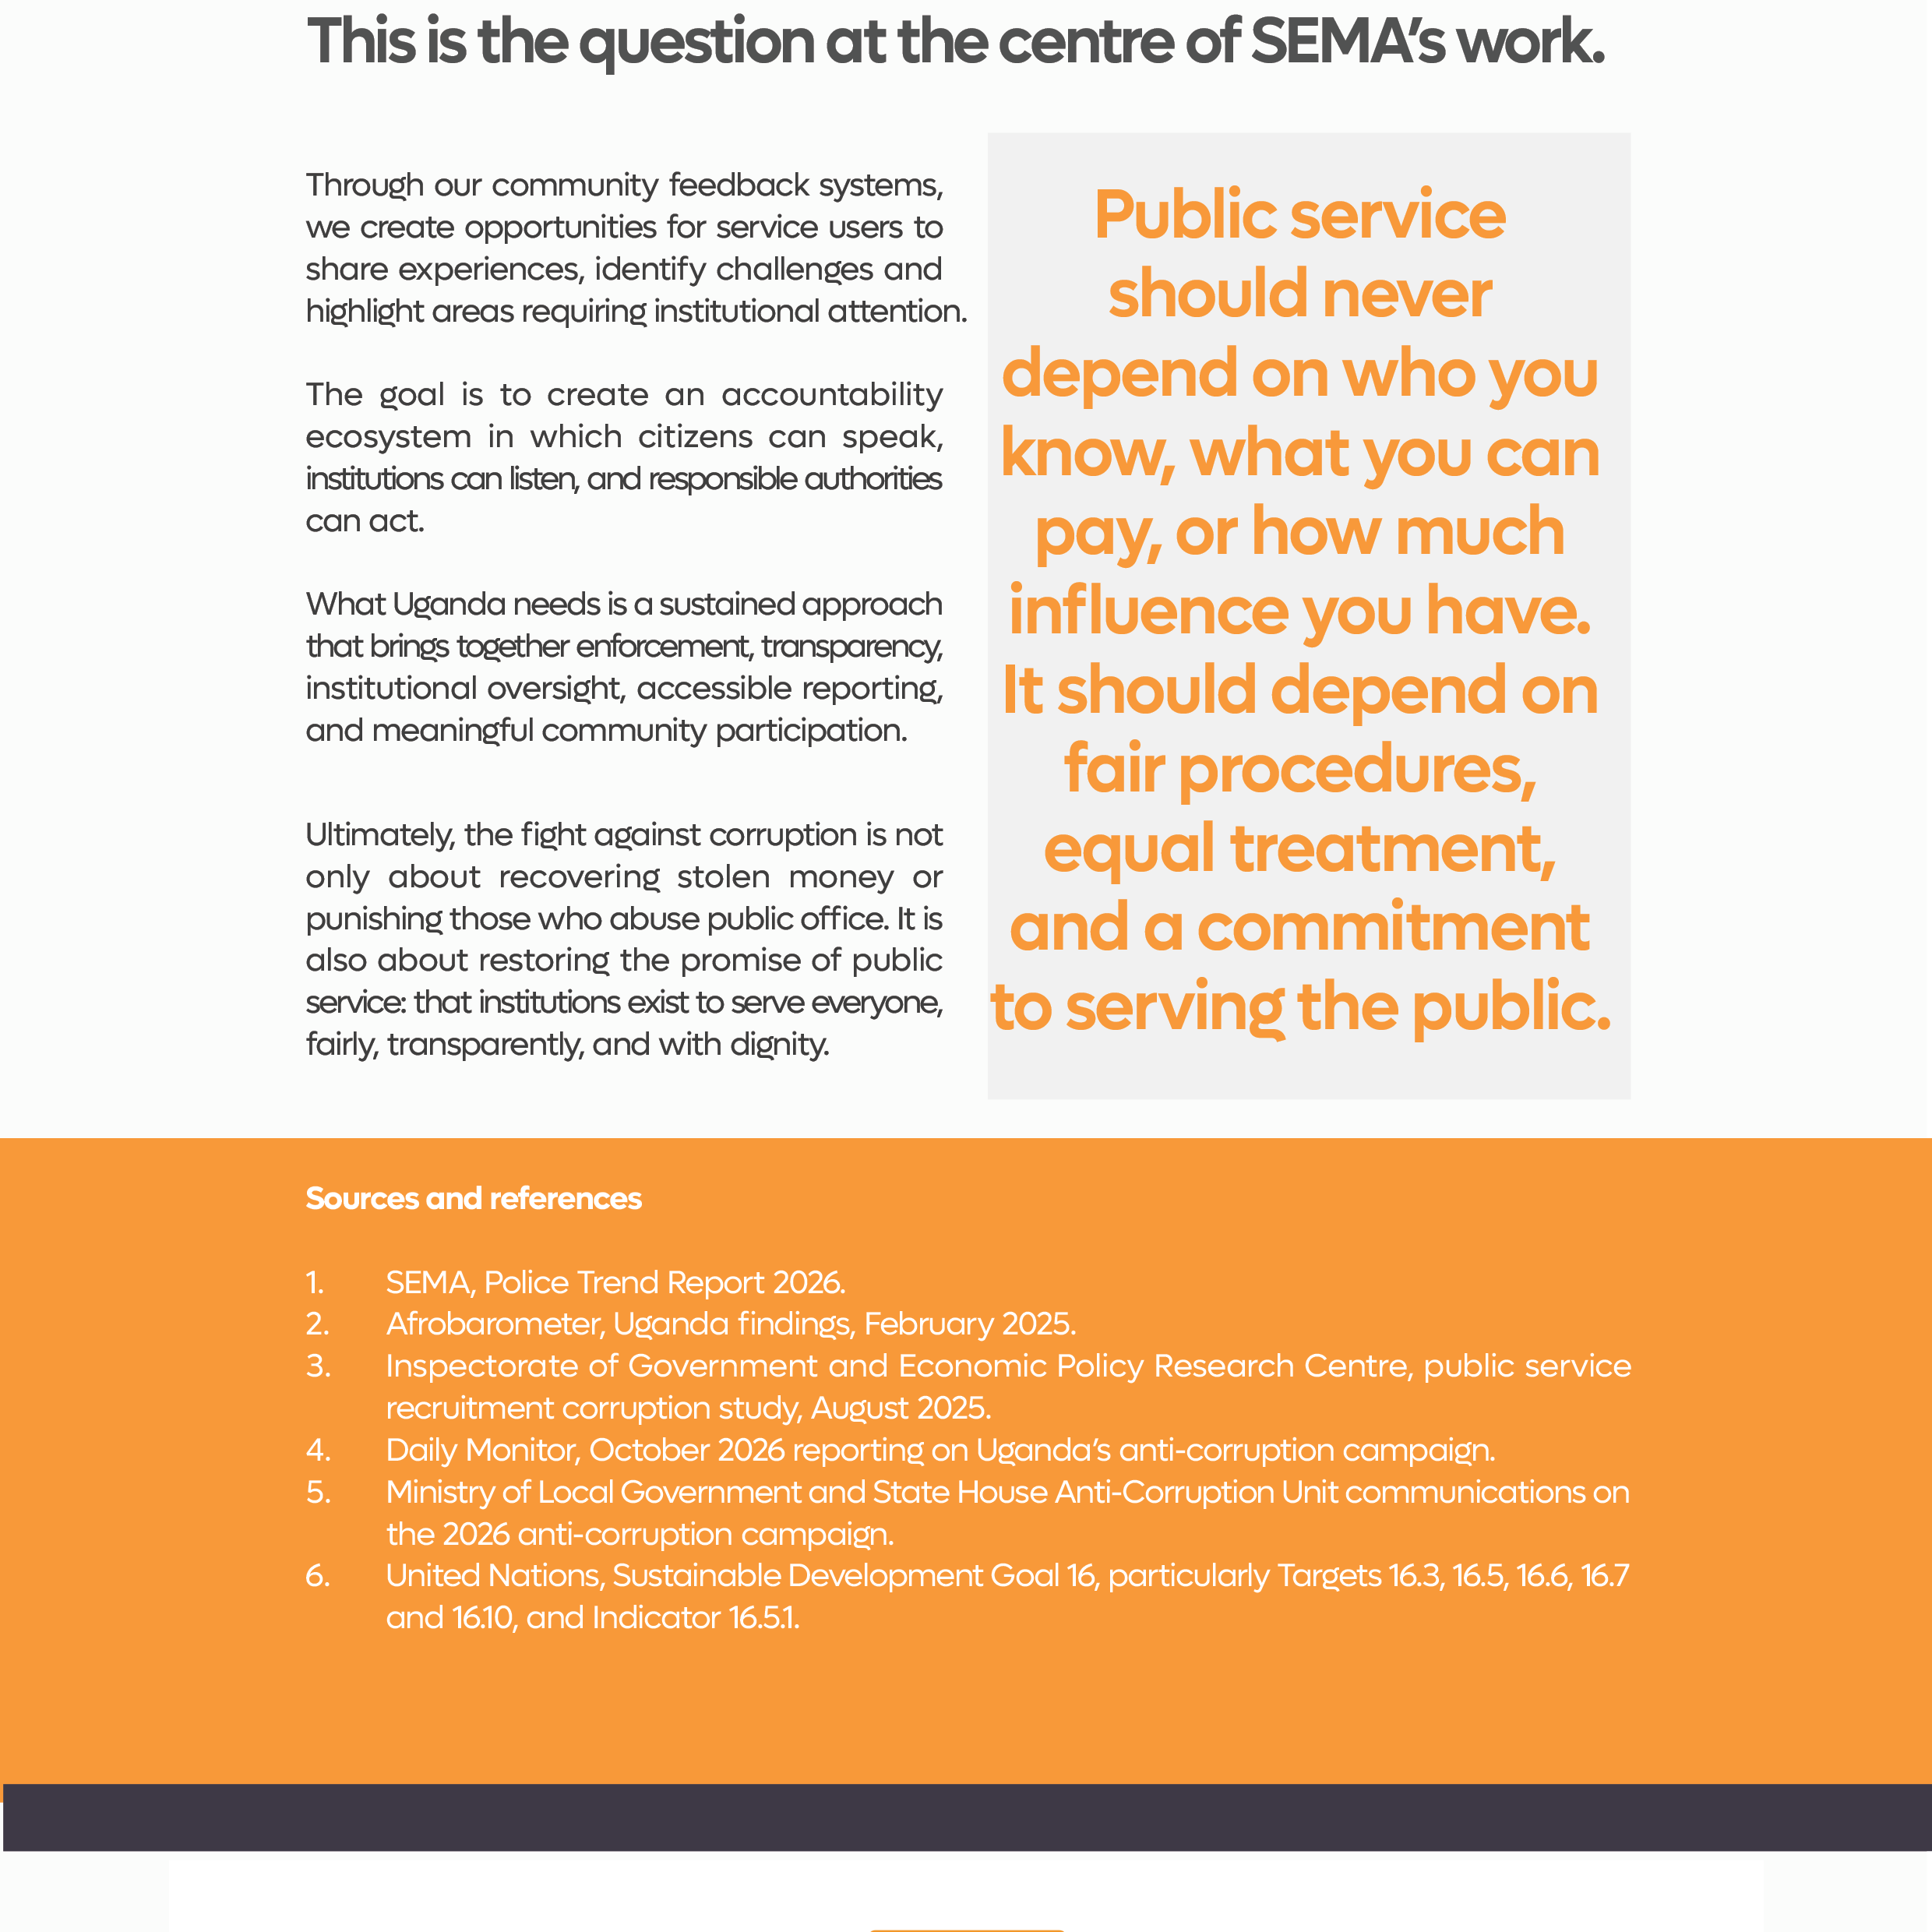 This is the question at the centre of SEMA’s work.
Through our community feedback systems,
we create opportunities for service users to
share experiences, identify challenges and
highlight areas requiring institutional attention.
The goal is to create an accountability
ecosystem in which citizens can speak,
institutions can listen, and responsible authorities
can act.
What Uganda needs is a sustained approach
that brings together enforcement, transparency,
institutional oversight, accessible reporting,
and meaningful community participation.
Ultimately, the fight against corruption is not
only about recovering stolen money or
punishing those who abuse public office. It is
also about restoring the promise of public
service: that institutions exist to serve everyone,
fairly, transparently, and with dignity.
Public service
should never
depend on who you
know, what you can
pay, or how much
influence you have.
It should depend on
fair procedures,
equal treatment,
and a commitment
to serving the public.
Sources and references
1. SEMA, Police Trend Report 2026.
2. Afrobarometer, Uganda findings, February 2025.
3. Inspectorate of Government and Economic Policy Research Centre, public service
recruitment corruption study, August 2025.
4. Daily Monitor, October 2026 reporting on Uganda’s anti-corruption campaign.
5. Ministry of Local Government and State House Anti-Corruption Unit communications on
the 2026 anti-corruption campaign.
6. United Nations, Sustainable Development Goal 16, particularly Targets 16.3, 16.5, 16.6, 16.7
and 16.10, and Indicator 16.5.1.